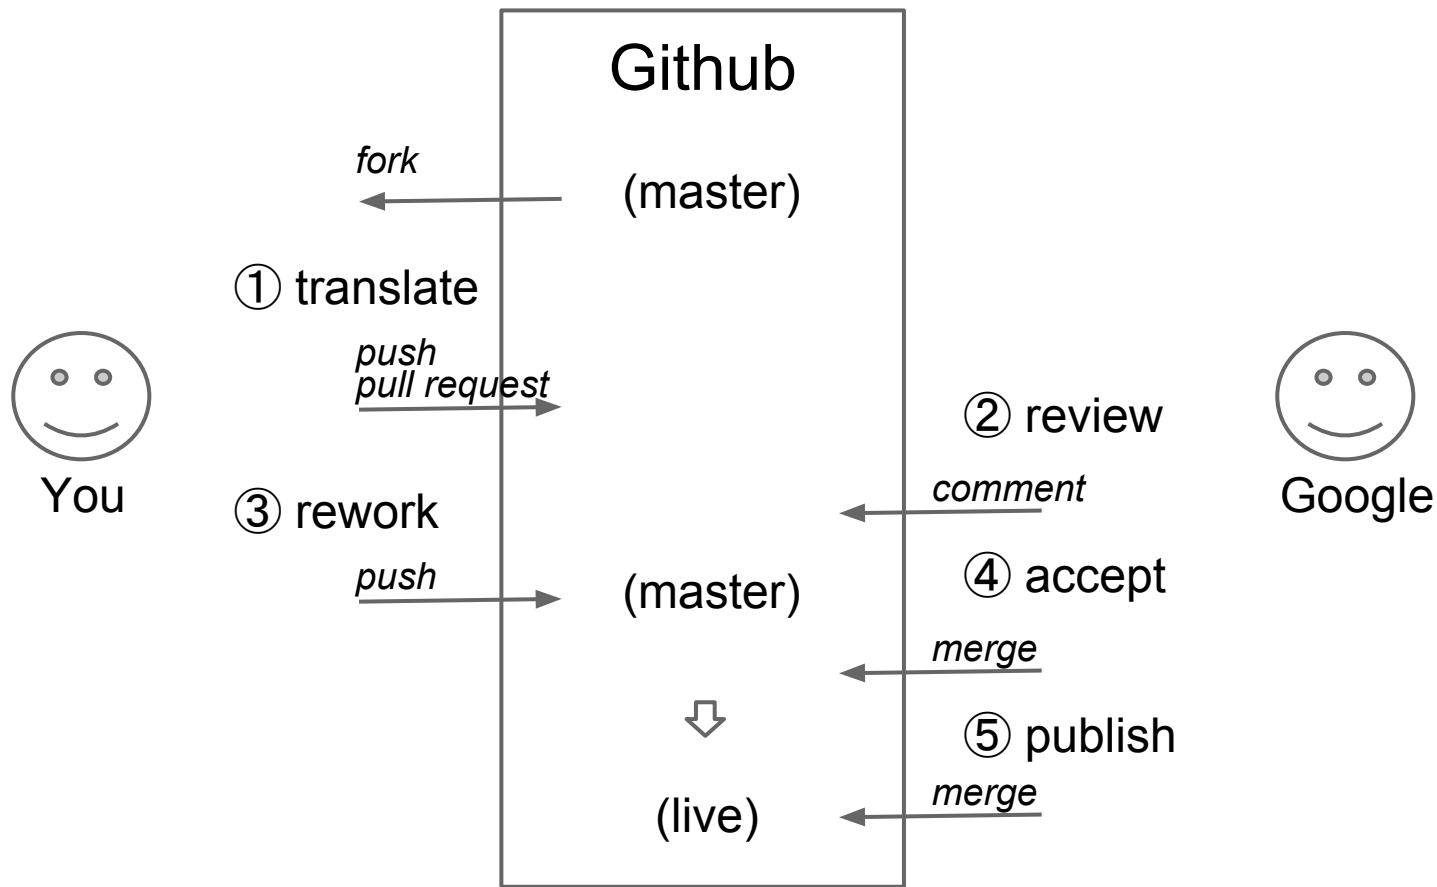 Github
fork
(master)
① translate
push
pull request
② review
You
Google
comment
③ rework
push
(master)
④ accept
merge
⑤ publish
merge
(live)